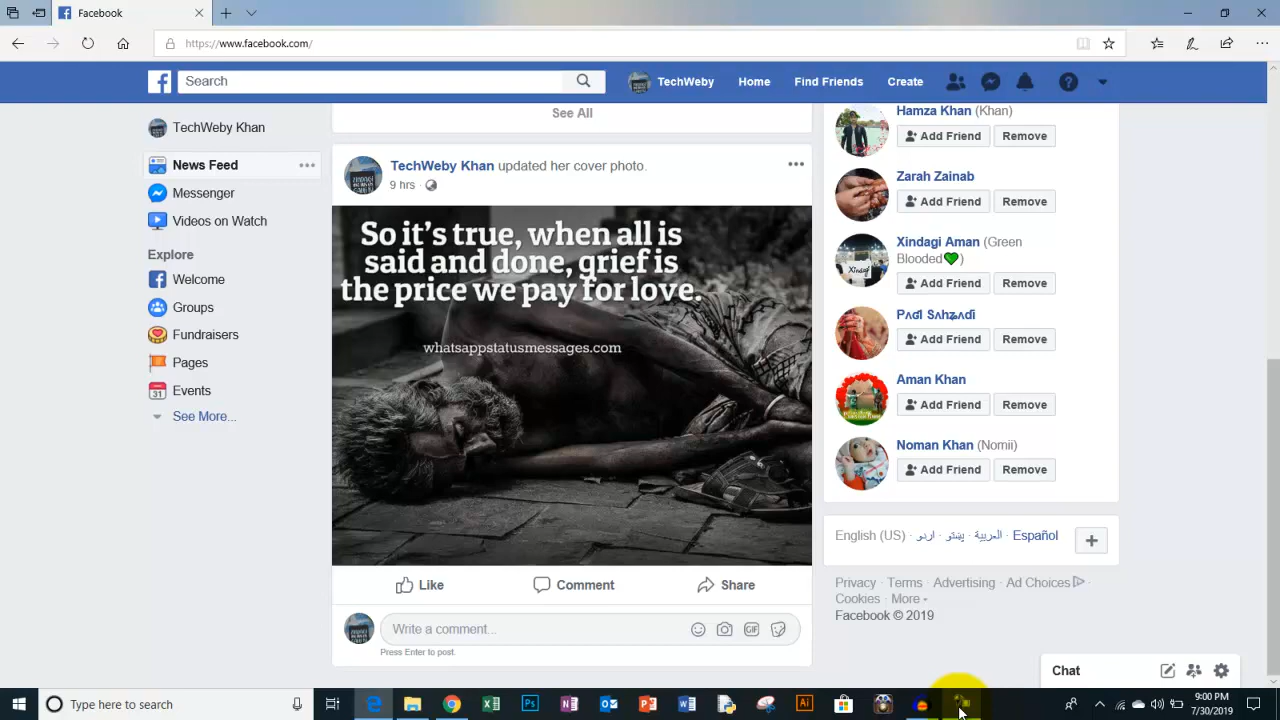 Facebook
https://www.facebook.com/
Search
TechWeby
Home
Find Friends
Create
TechWeby Khan
News Feed
Messenger
Videos on Watch
Explore
Welcome
Groups
Fundraisers
Pages
31
Events
See More...
See All
TechWeby Khan updated her cover photo.
9 hrs ·
So it's true, when all is
said and done, grief is
the price we pay for love.
whatsappstatusmessages.com
Like
Comment
Share
Write a comment...
GIF
Press Enter to post.
Hamza Khan (Khan)
Add Friend
Remove
Zarah Zainab
Add Friend
Remove
Xindagi Aman (Green
Blooded💚)
Add Friend
Remove
Add Friend
Remove
Aman Khan
Add Friend
Remove
Noman Khan (Nomii)
Add Friend
Remove
English (US) · اردو · پښتو · العربية · Español
Privacy · Terms · Advertising · Ad Choices ·
Cookies · More
Facebook © 2019
Chat
Type here to search
Ps
Ai
9:00 PM
7/30/2019